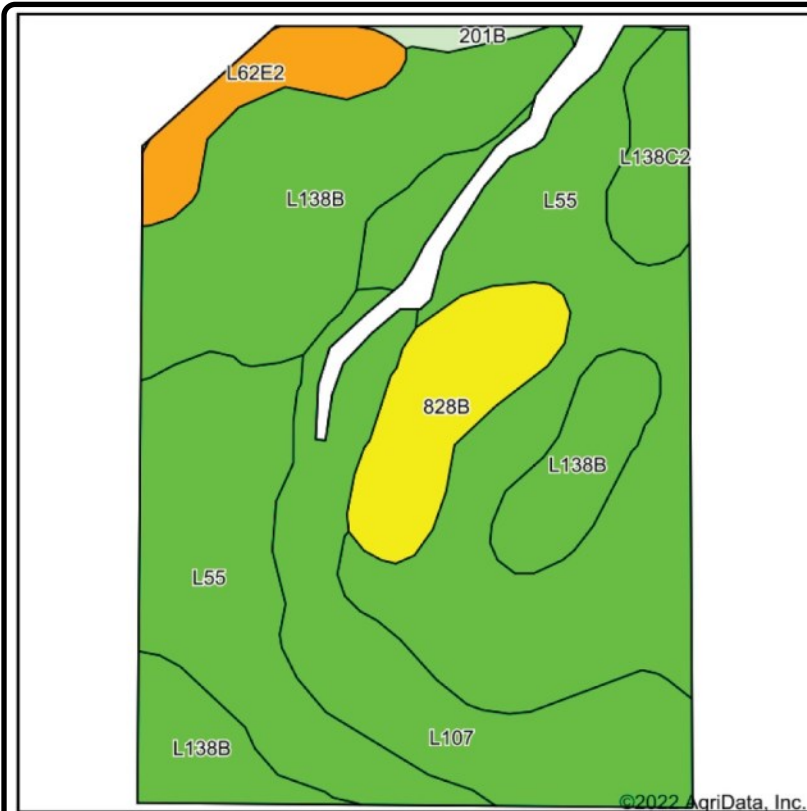 201B
L62E2
L138C2
L138B
L55
828B
L138B
L55
L107
L138B
©2022 AgriData, Inc.